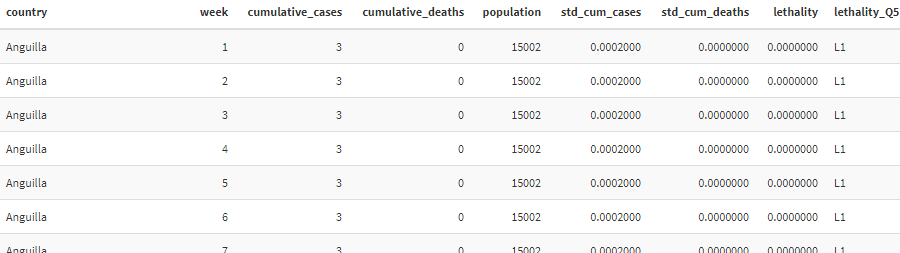 country week cumulative_cases cumulative_deaths population std_cum_cases std_cum_deaths lethality lethality_Q5
Anguilla 1 3 0 15002 0.0002000 0.0000000 0.0000000 L1
Anguilla 2 3 0 15002 0.0002000 0.0000000 0.0000000 L1
Anguilla 3 3 0 15002 0.0002000 0.0000000 0.0000000 L1
Anguilla 4 3 0 15002 0.0002000 0.0000000 0.0000000 L1
Anguilla 5 3 0 15002 0.0002000 0.0000000 0.0000000 L1
Anguilla 6 3 0 15002 0.0002000 0.0000000 0.0000000 L1
Anguilla 7 3 0 15002 0.0002000 0.0000000 0.0000000 L1